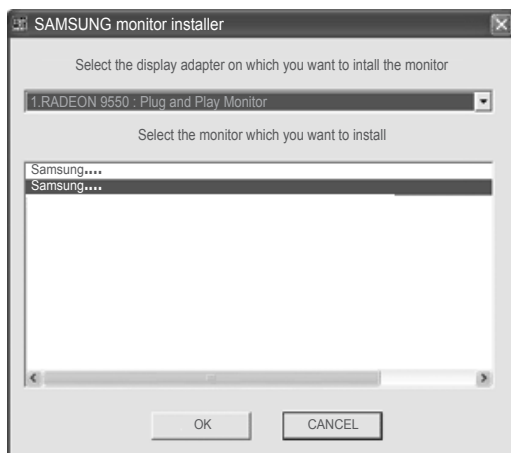 SAMSUNG monitor installer
Select the display adapter on which you want to intall the monitor
1.RADEON 9550 : Plug and Play Monitor
Select the monitor which you want to install
Samsung....
Samsung....
OK
CANCEL